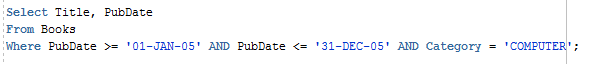 Select Title, PubDate
From Books
Where PubDate >= '01-JAN-05' AND PubDate <= '31-DEC-05' AND Category = 'COMPUTER';